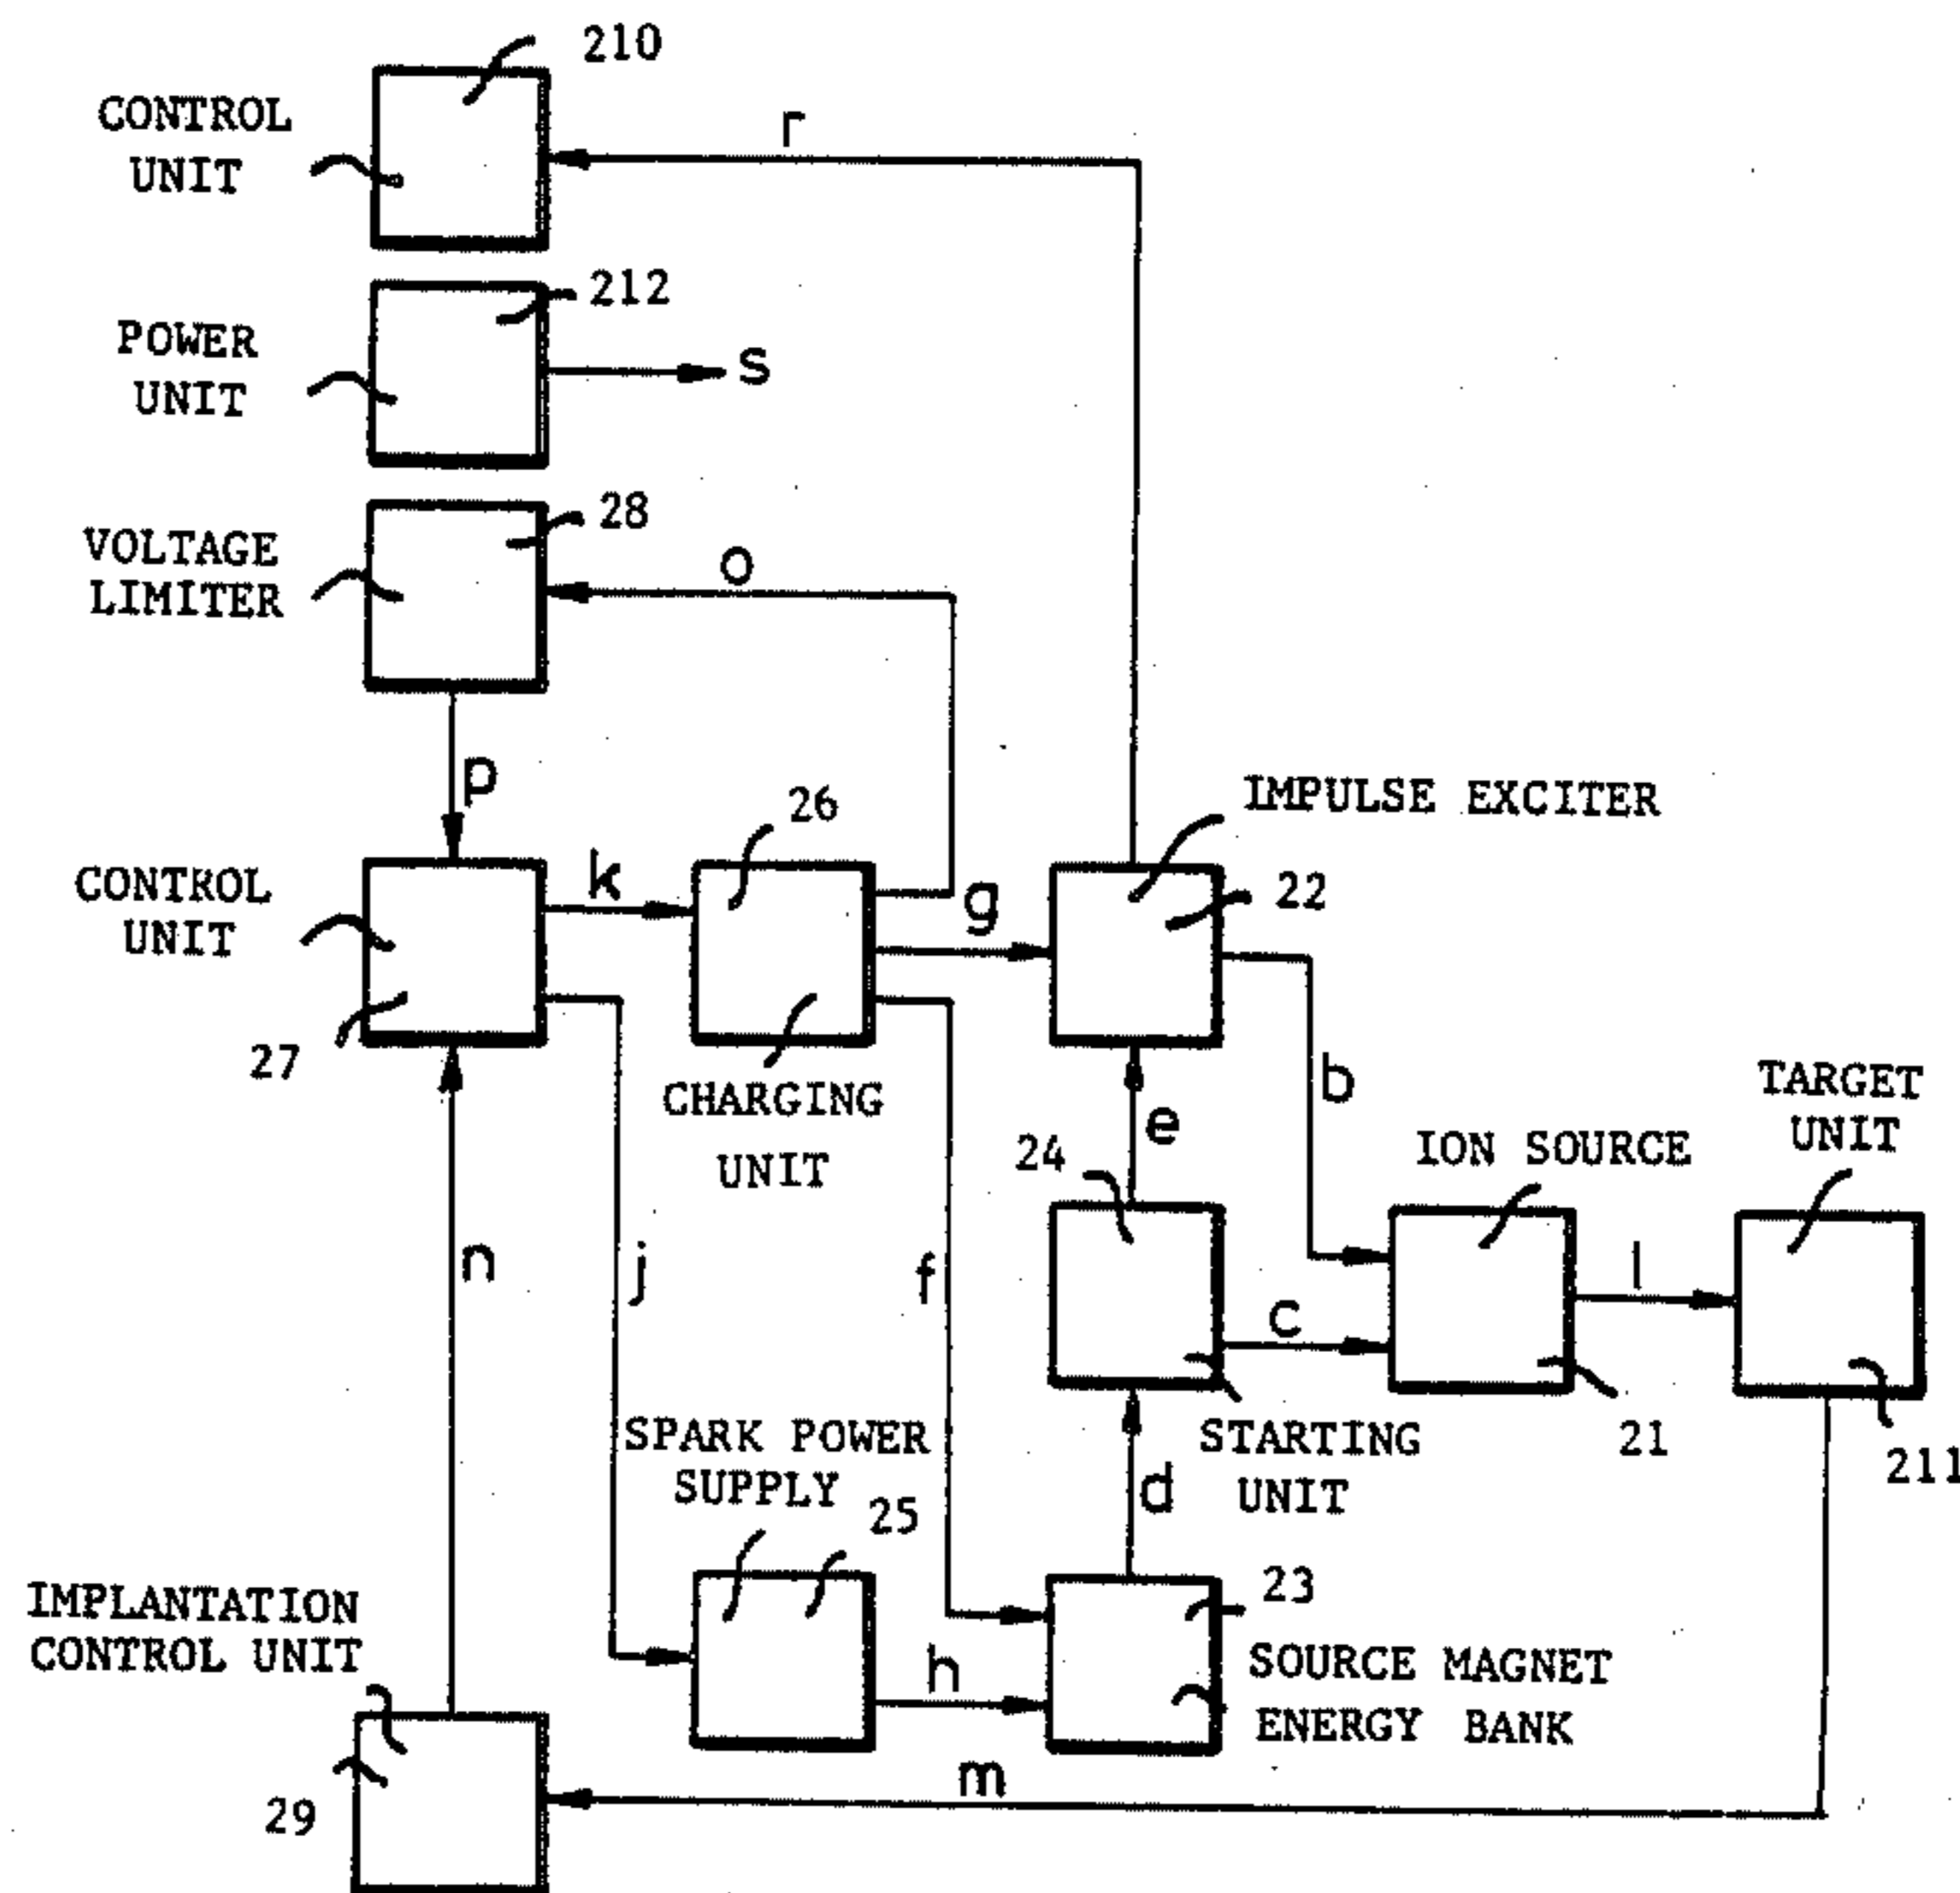 210
CONTROL
UNIT
r
212
POWER
UNIT
s
28
VOLTAGE
LIMITER
o
p
26
IMPULSE EXCITER
CONTROL
UNIT
k
g
22
27
CHARGING
UNIT
b
TARGET
UNIT
24
e
ION SOURCE
n
j
f
c
l
SPARK POWER
SUPPLY
25
d
STARTING
UNIT
21
211
IMPLANTATION
CONTROL UNIT
23
h
SOURCE MAGNET
ENERGY BANK
m
29